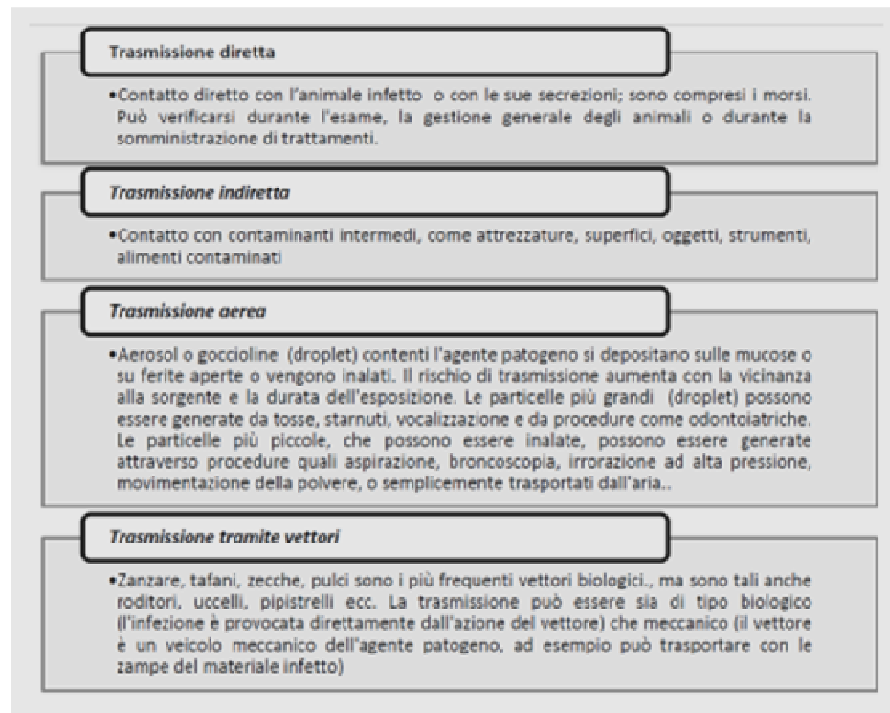 Trasmissione diretta
•Contatto diretto con l'animale infetto o con le sue secrezioni; sono compresi i morsi.
Può verificarsi durante l'esame, la gestione generale degli animali o durante la
somministrazione di trattamenti.
Trasmissione indiretta
•Contatto con contaminanti intermedi, come attrezzature, superfici, oggetti, strumenti,
alimenti contaminati
Trasmissione aerea
•Aerosol o goccioline (droplet) contenti l'agente patogeno si depositano sulle mucose o
su ferite aperte o vengono inalati. Il rischio di trasmissione aumenta con la vicinanza
alla sorgente e la durata dell'esposizione. Le particelle più grandi (droplet) possono
essere generate da tosse, starnuti, vocalizzazione e da procedure come odontoiatriche.
Le particelle più piccole, che possono essere inalate, possono essere generate
attraverso procedure quali aspirazione, broncoscopia, irrorazione ad alta pressione,
movimentazione della polvere, o semplicemente trasportati dall'aria..
Trasmissione tramite vettori
•Zanzare, tafani, zecche, pulci sono i più frequenti vettori biologici., ma sono tali anche
roditori, uccelli, pipistrelli ecc. La trasmissione può essere sia di tipo biologico
(l'infezione è provocata direttamente dall'azione del vettore) che meccanico (il vettore
è un veicolo meccanico dell'agente patogeno, ad esempio può trasportare con le
zampe del materiale infetto)